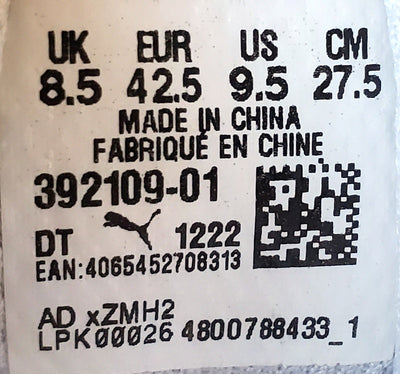 UK EUR US CM
8.5 42.5 9.5 27.5
MADE IN CHINA
FABRIQUÉ EN CHINE
392109-01
DT 1222
EAN:4065452708313
AD xZMH2
LPK00026 4800788433_1